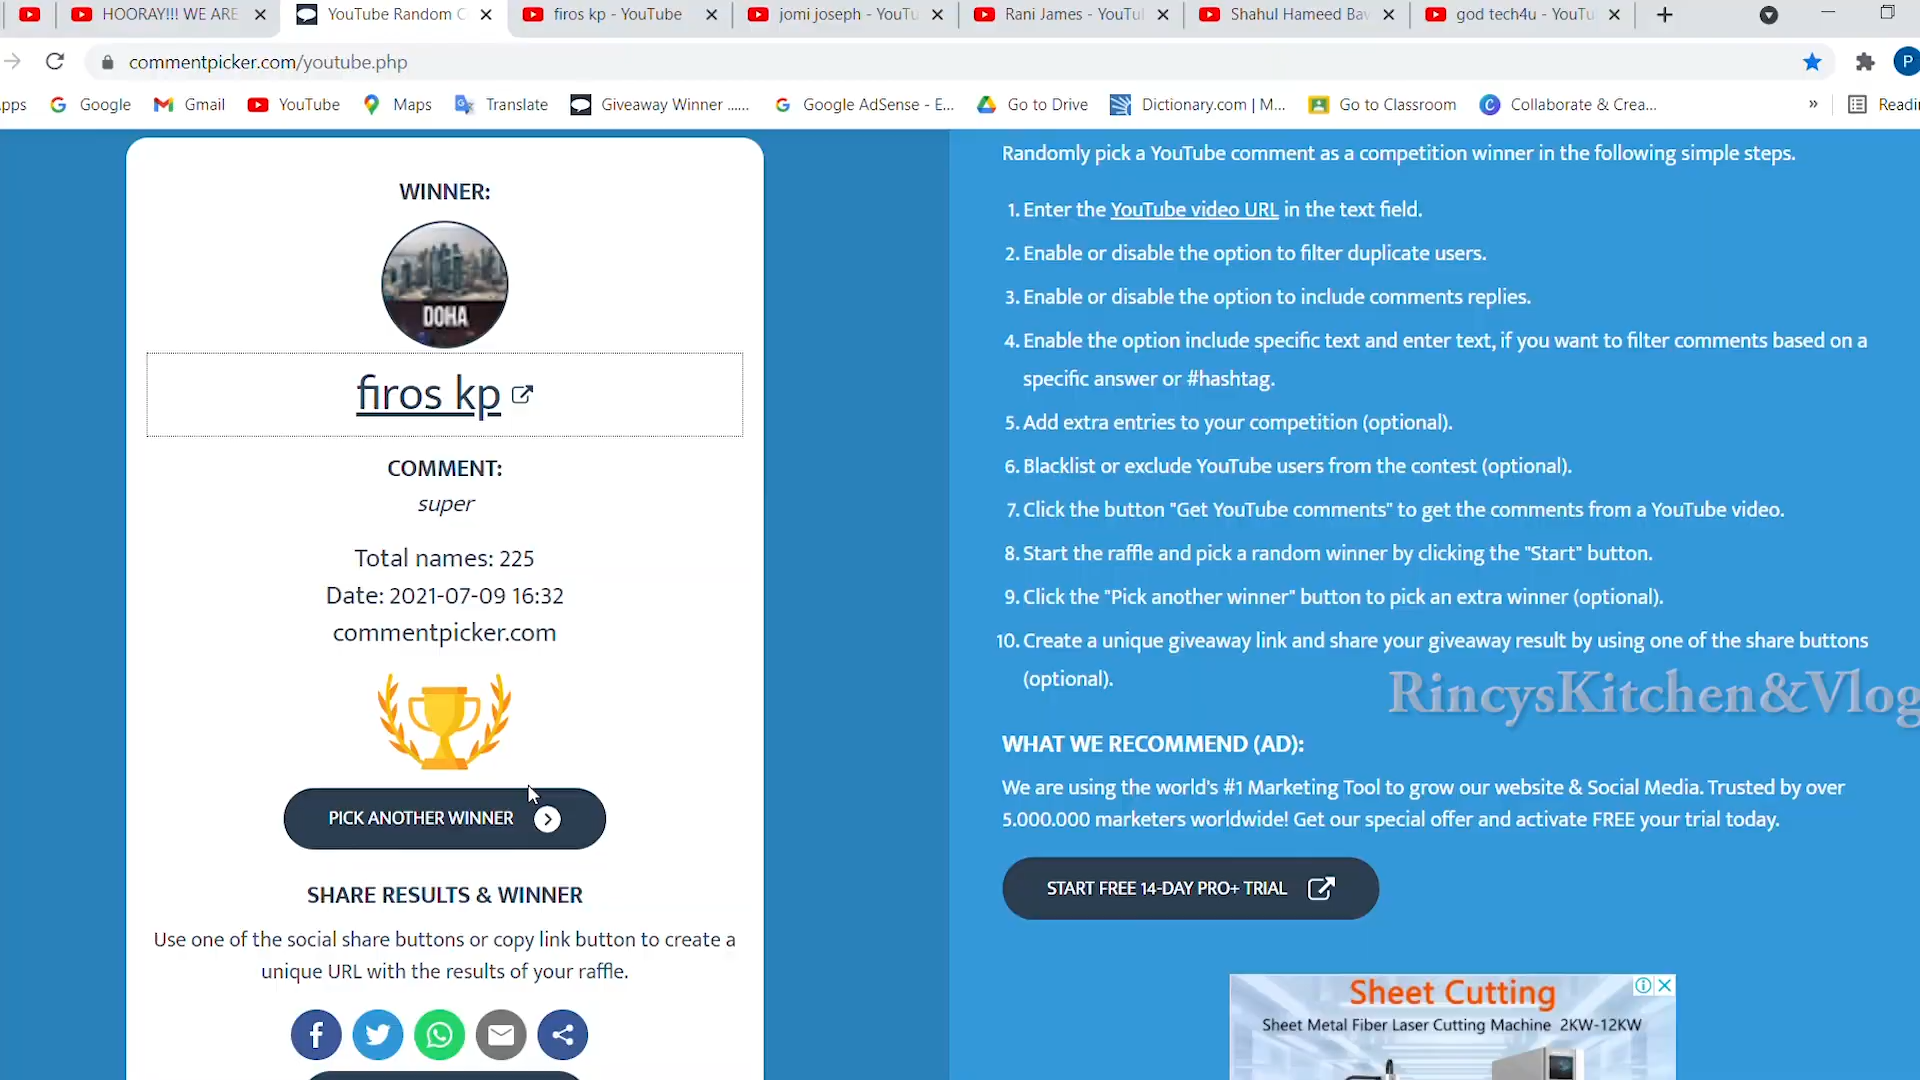 HOORAY!!! WE ARE
YouTube Random C
firos kp - YouTube
jomi joseph - YouTu
Rani James - YouTu
Shahul Hameed Bav
god tech4u - YouTu
commentpicker.com/youtube.php
P
pps
Google
Gmail
YouTube
Maps
Translate
Giveaway Winner ......
Google AdSense - E...
Go to Drive
Dictionary.com | M...
Go to Classroom
Collaborate & Crea...
»
Readi
WINNER:
DOHA
firos kp
COMMENT:
super
Total names: 225
Date: 2021-07-09 16:32
commentpicker.com
PICK ANOTHER WINNER
SHARE RESULTS & WINNER
Use one of the social share buttons or copy link button to create a
unique URL with the results of your raffle.
Randomly pick a YouTube comment as a competition winner in the following simple steps.
1. Enter the YouTube video URL in the text field.
2. Enable or disable the option to filter duplicate users.
3. Enable or disable the option to include comments replies.
4. Enable the option include specific text and enter text, if you want to filter comments based on a
specific answer or #hashtag.
5. Add extra entries to your competition (optional).
6. Blacklist or exclude YouTube users from the contest (optional).
7. Click the button "Get YouTube comments" to get the comments from a YouTube video.
8. Start the raffle and pick a random winner by clicking the "Start" button.
9. Click the "Pick another winner" button to pick an extra winner (optional).
10. Create a unique giveaway link and share your giveaway result by using one of the share buttons
(optional).
RincysKitchen&Vlog
WHAT WE RECOMMEND (AD):
We are using the world's #1 Marketing Tool to grow our website & Social Media. Trusted by over
5.000.000 marketers worldwide! Get our special offer and activate FREE your trial today.
START FREE 14-DAY PRO+ TRIAL
Sheet Cutting
Sheet Metal Fiber Laser Cutting Machine 2KW-12KW